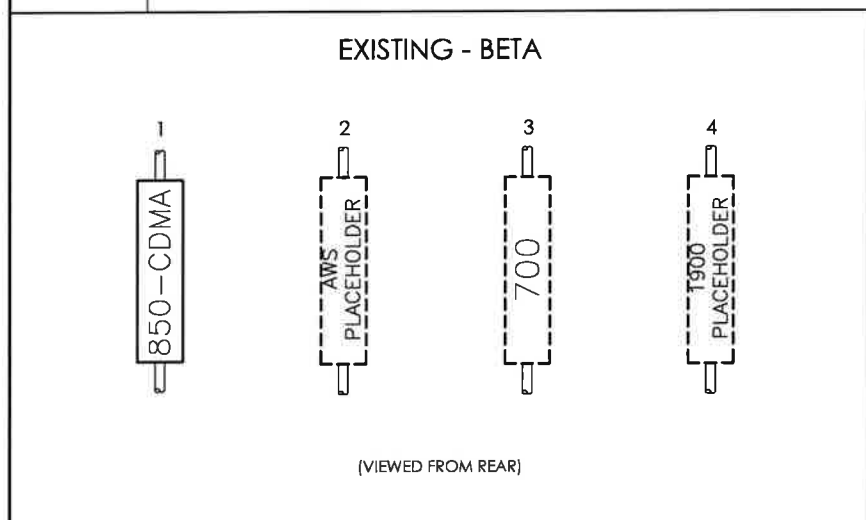 EXISTING - BETA
1
2
3
4
850-CDMA
AWS
PLACEHOLDER
700
1900
PLACEHOLDER
(VIEWED FROM REAR)